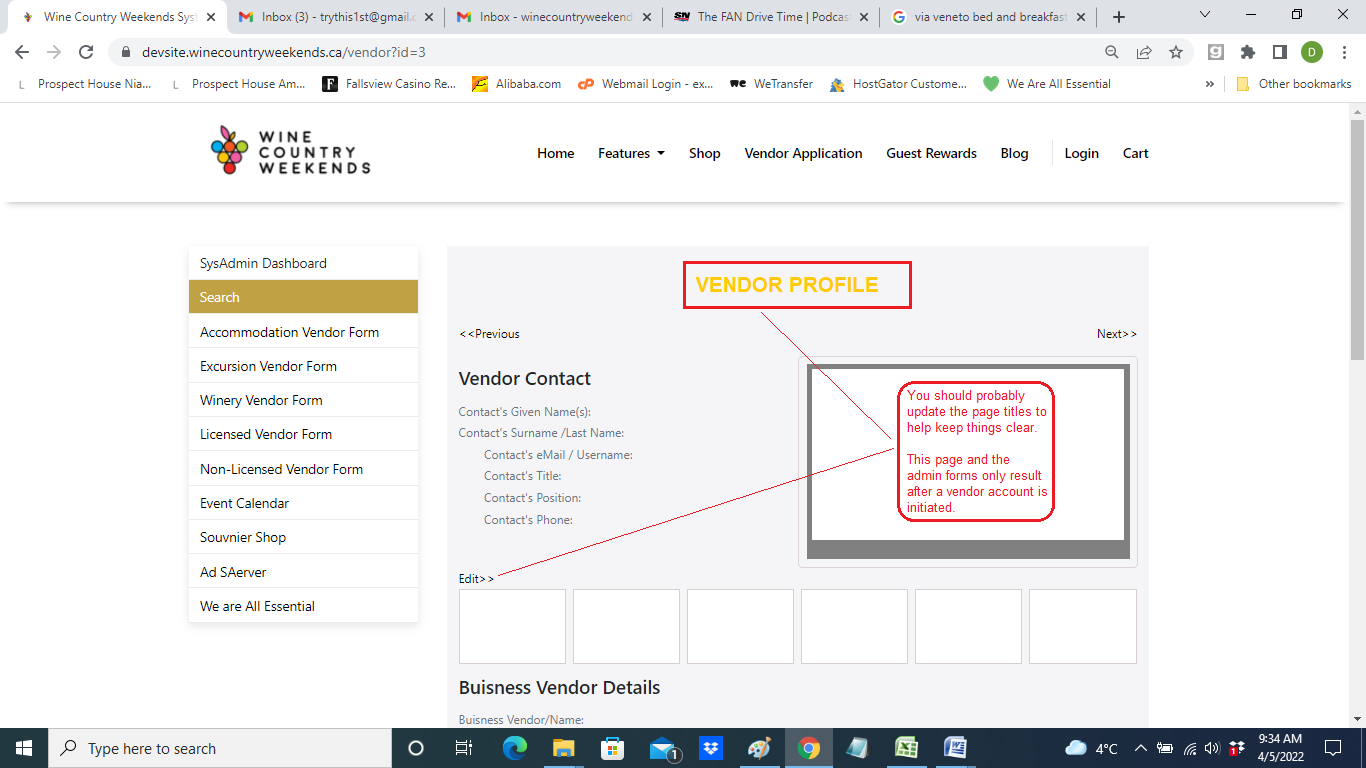 Wine Country Weekends Sys
Inbox (3) - trythis1st@gmail.c
Inbox - winecountryweekend
The FAN Drive Time | Podcas
via veneto bed and breakfast
devsite.winecountryweekends.ca/vendor?id=3
D
L Prospect House Nia...
L Prospect House Am...
F Fallsview Casino Re...
Alibaba.com
cP Webmail Login - ex...
we WeTransfer
HostGator Custome...
We Are All Essential
»
Other bookmarks
WINE
COUNTRY
WEEKENDS
Home
Features
Shop
Vendor Application
Guest Rewards
Blog
Login
Cart
SysAdmin Dashboard
Search
Accommodation Vendor Form
Excursion Vendor Form
Winery Vendor Form
Licensed Vendor Form
Non-Licensed Vendor Form
Event Calendar
Souvnier Shop
Ad SAerver
We are All Essential
VENDOR PROFILE
<<Previous
Next>>
Vendor Contact
Contact's Given Name(s):
Contact's Surname /Last Name:
Contact's eMail / Username:
Contact's Title:
Contact's Position:
Contact's Phone:
You should probably
update the page titles to
help keep things clear.
This page and the
admin forms only result
after a vendor account is
initiated.
Edit>>
Buisness Vendor Details
Buisness Vendor/Name:
Type here to search
1
4°C
9:34 AM
4/5/2022